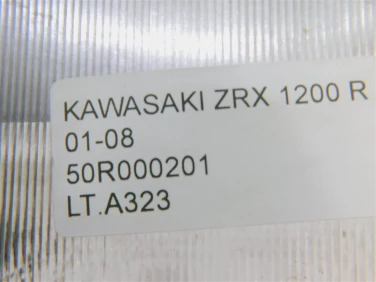 KAWASAKI ZRX 1200 R
01-08
50R000201
LT.A323